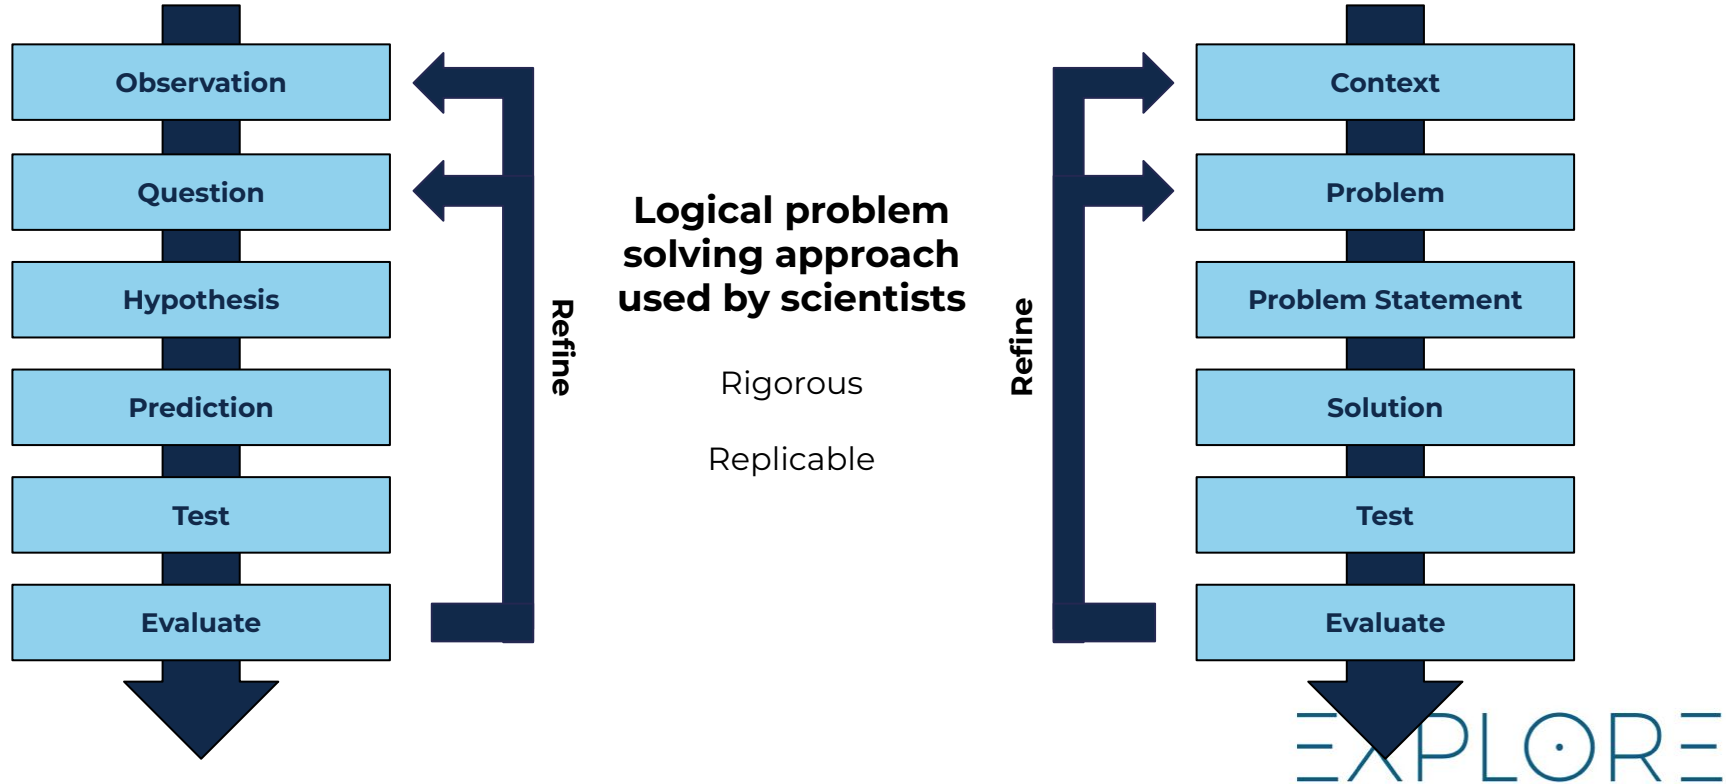 Observation
Question
Hypothesis
Prediction
Test
Evaluate
Refine
Logical problem
solving approach
used by scientists
Rigorous
Replicable
Refine
Context
Problem
Problem Statement
Solution
Test
Evaluate
EXPLORE